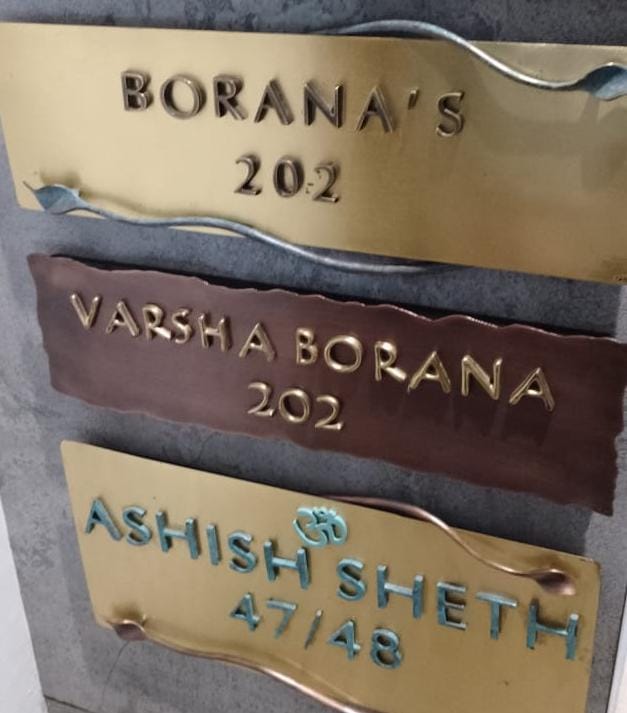 BORANA'S
202
VARSHA BORANA
202
ॐ
ASHISH SHETH
47/48